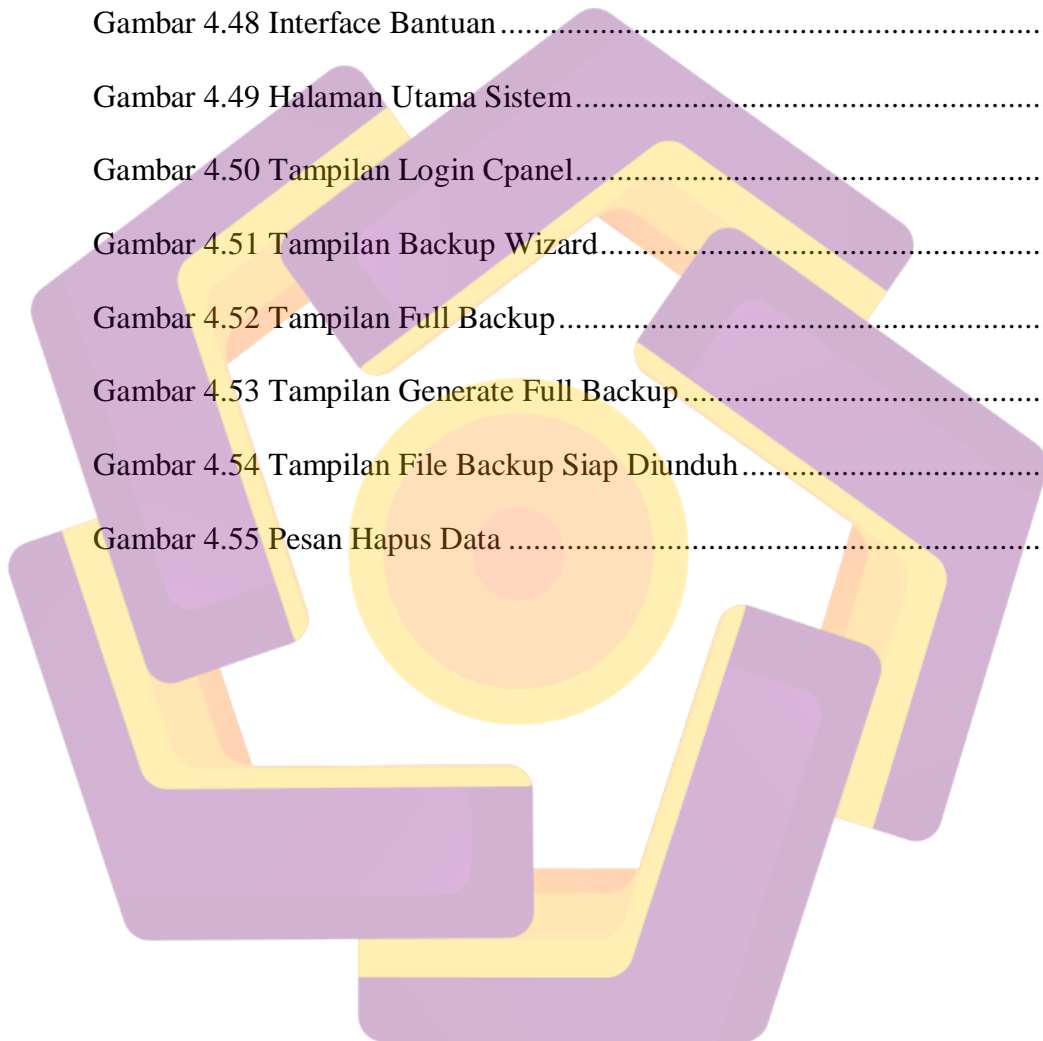 Gambar 4.48 Interface Bantuan ................................................................
Gambar 4.49 Halaman Utama Sistem.......................................................
Gambar 4.50 Tampilan Login Cpanel.......................................................
Gambar 4.51 Tampilan Backup Wizard....................................................
Gambar 4.52 Tampilan Full Backup.........................................................
Gambar 4.53 Tampilan Generate Full Backup..........................................
Gambar 4.54 Tampilan File Backup Siap Diunduh...................................
Gambar 4.55 Pesan Hapus Data ...............................................................